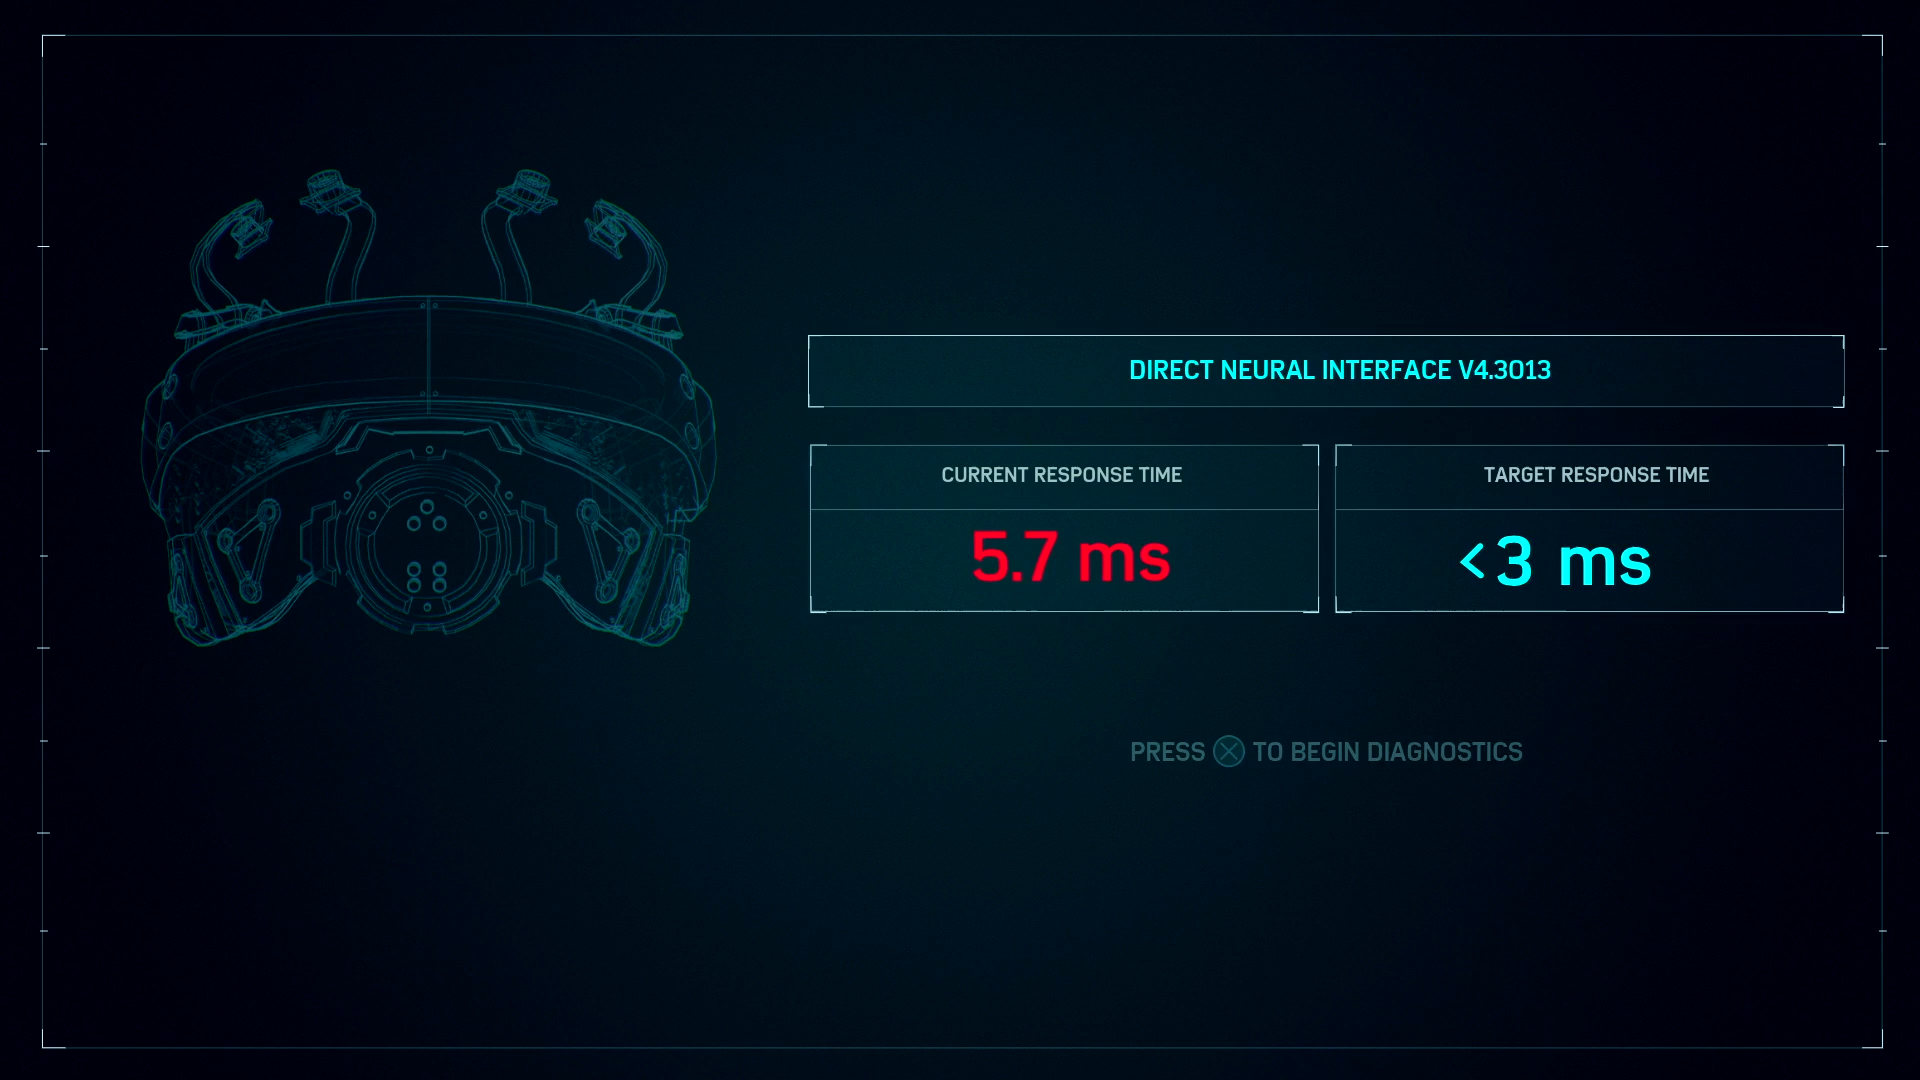 DIRECT NEURAL INTERFACE V4.3013
CURRENT RESPONSE TIME
5.7 ms
TARGET RESPONSE TIME
<3 ms
PRESS TO BEGIN DIAGNOSTICS